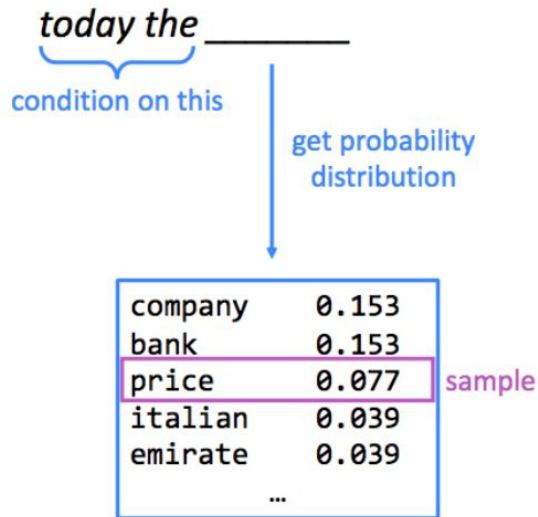 today the _______
condition on this
get probability
distribution
company 0.153
bank 0.153
price 0.077
sample
italian 0.039
emirate 0.039
…